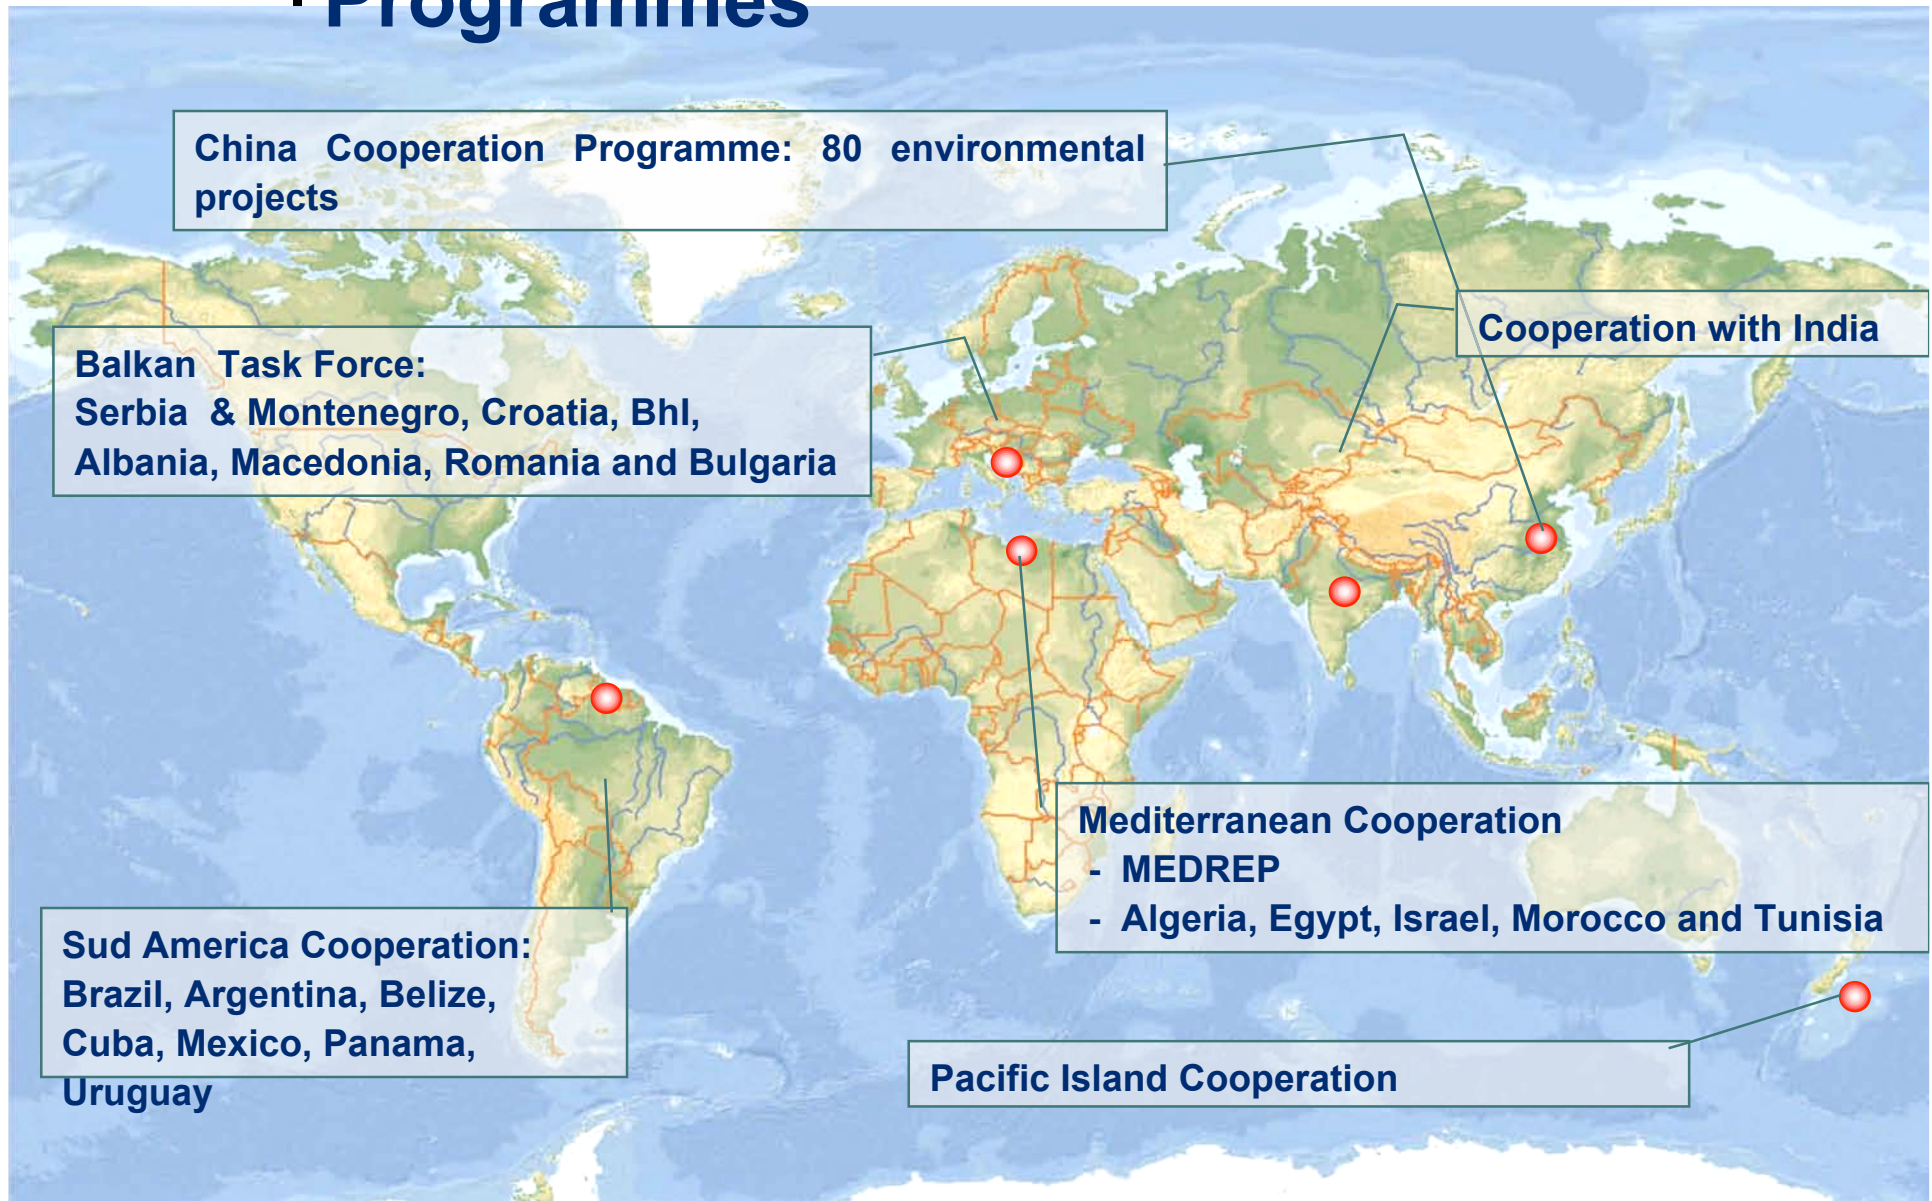 Programmes
China Cooperation Programme: 80 environmental
projects
Cooperation with India
Balkan Task Force:
Serbia & Montenegro, Croatia, BhI,
Albania, Macedonia, Romania and Bulgaria
Mediterranean Cooperation
- MEDREP
- Algeria, Egypt, Israel, Morocco and Tunisia
Sud America Cooperation:
Brazil, Argentina, Belize,
Cuba, Mexico, Panama,
Uruguay
Pacific Island Cooperation